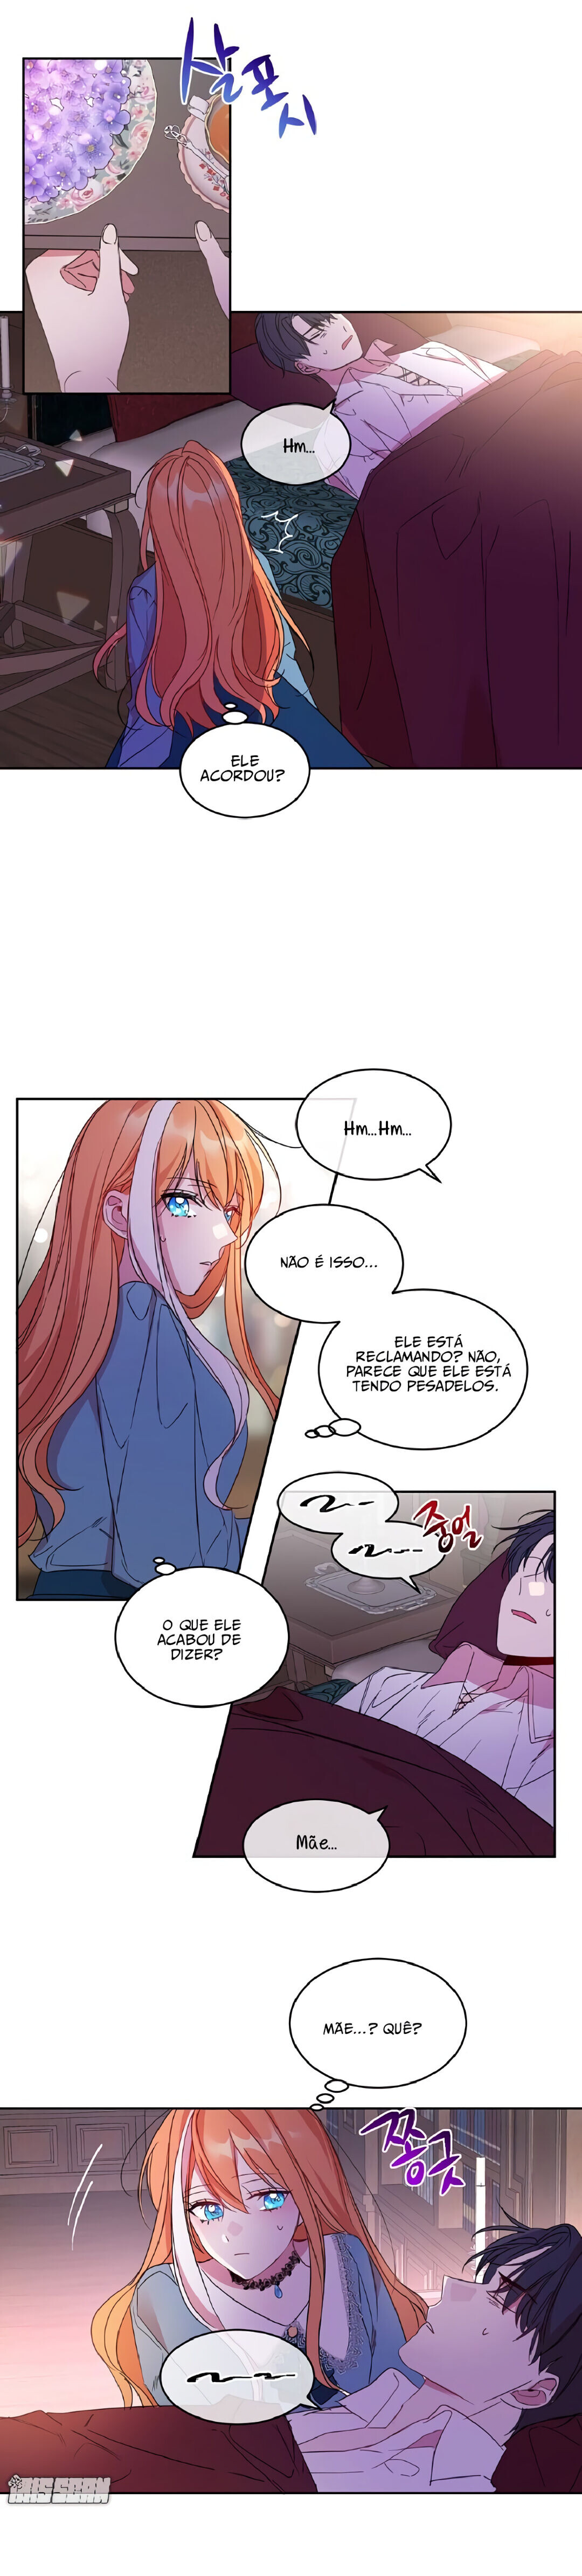 살포시
Hm...
ELE
ACORDOU?
Hm...Hm...
NÃO É ISSO...
ELE ESTÁ
RECLAMANDO? NÃO,
PARECE QUE ELE ESTÁ
TENDO PESADELOS.
중얼
O QUE ELE
ACABOU DE
DIZER?
Mãe...
MÃE...? QUÊ?
쫑긋
MISSCAN